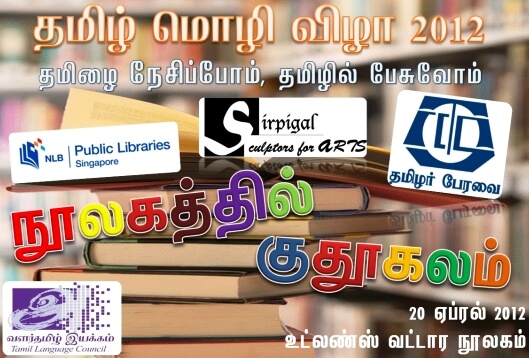 தமிழ் மொழி விழா 2012
தமிழை நேசிப்போம், தமிழில் பேசுவோம்
Sirpigal
Sculptors for ARTS
NLB Public Libraries
Singapore
தமிழர் பேரவை
நூலகத்தில்
குதூகலம்
வளர்தமிழ் இயக்கம்
Tamil Language Council
20 ஏப்ரல் 2012
உட்லண்ஸ் வட்டார நூலகம்